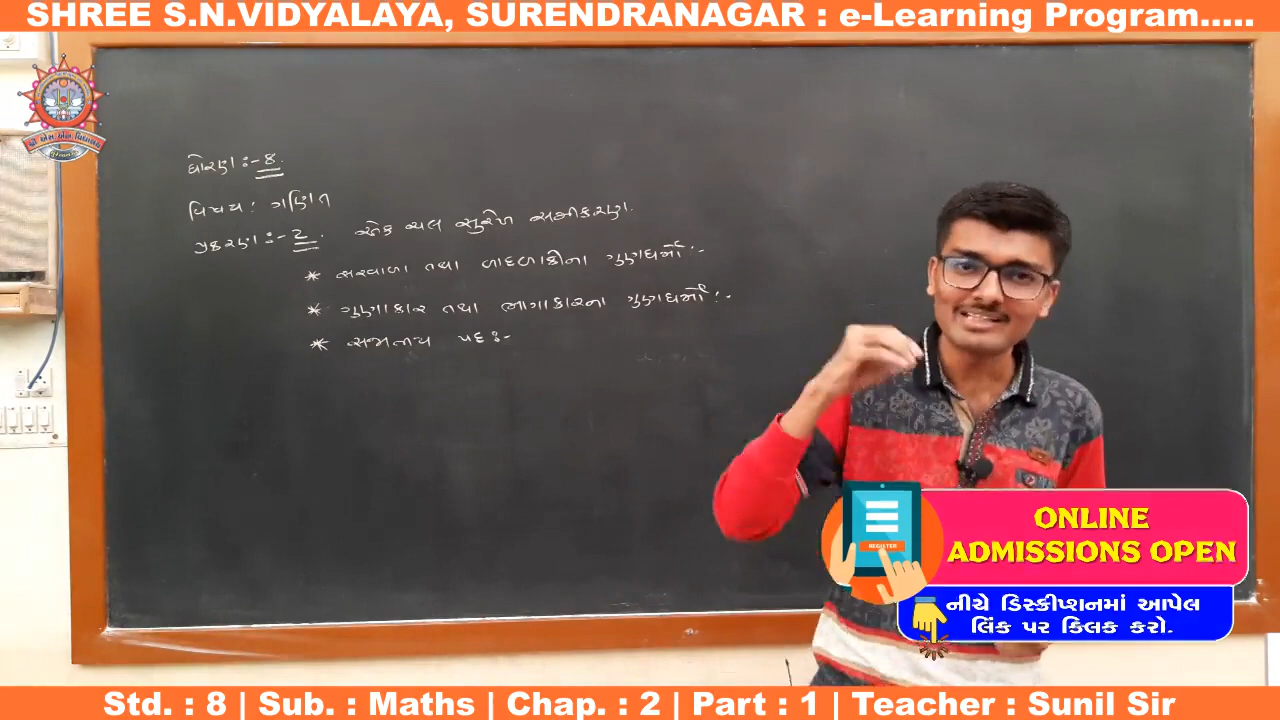 SHREE S.N.VIDYALAYA, SURENDRANAGAR : e-Learning Program.....
ધોરણ :- 8.
વિષય : ગણિત
પ્રકરણ :- 2. એક ચલ સુરેખ સમીકરણ.
* સરવાળા તથા બાદબાકીના ગુણધર્મો :-
* ગુણાકાર તથા ભાગાકારના ગુણધર્મો :-
* સજાતીય પદ :-
REGISTER
ONLINE
ADMISSIONS OPEN
નીચે ડિસ્ક્રીપ્શનમાં આપેલ
લિંક પર ક્લિક કરો.
Std. : 8 | Sub. : Maths | Chap. : 2 | Part : 1 | Teacher : Sunil Sir